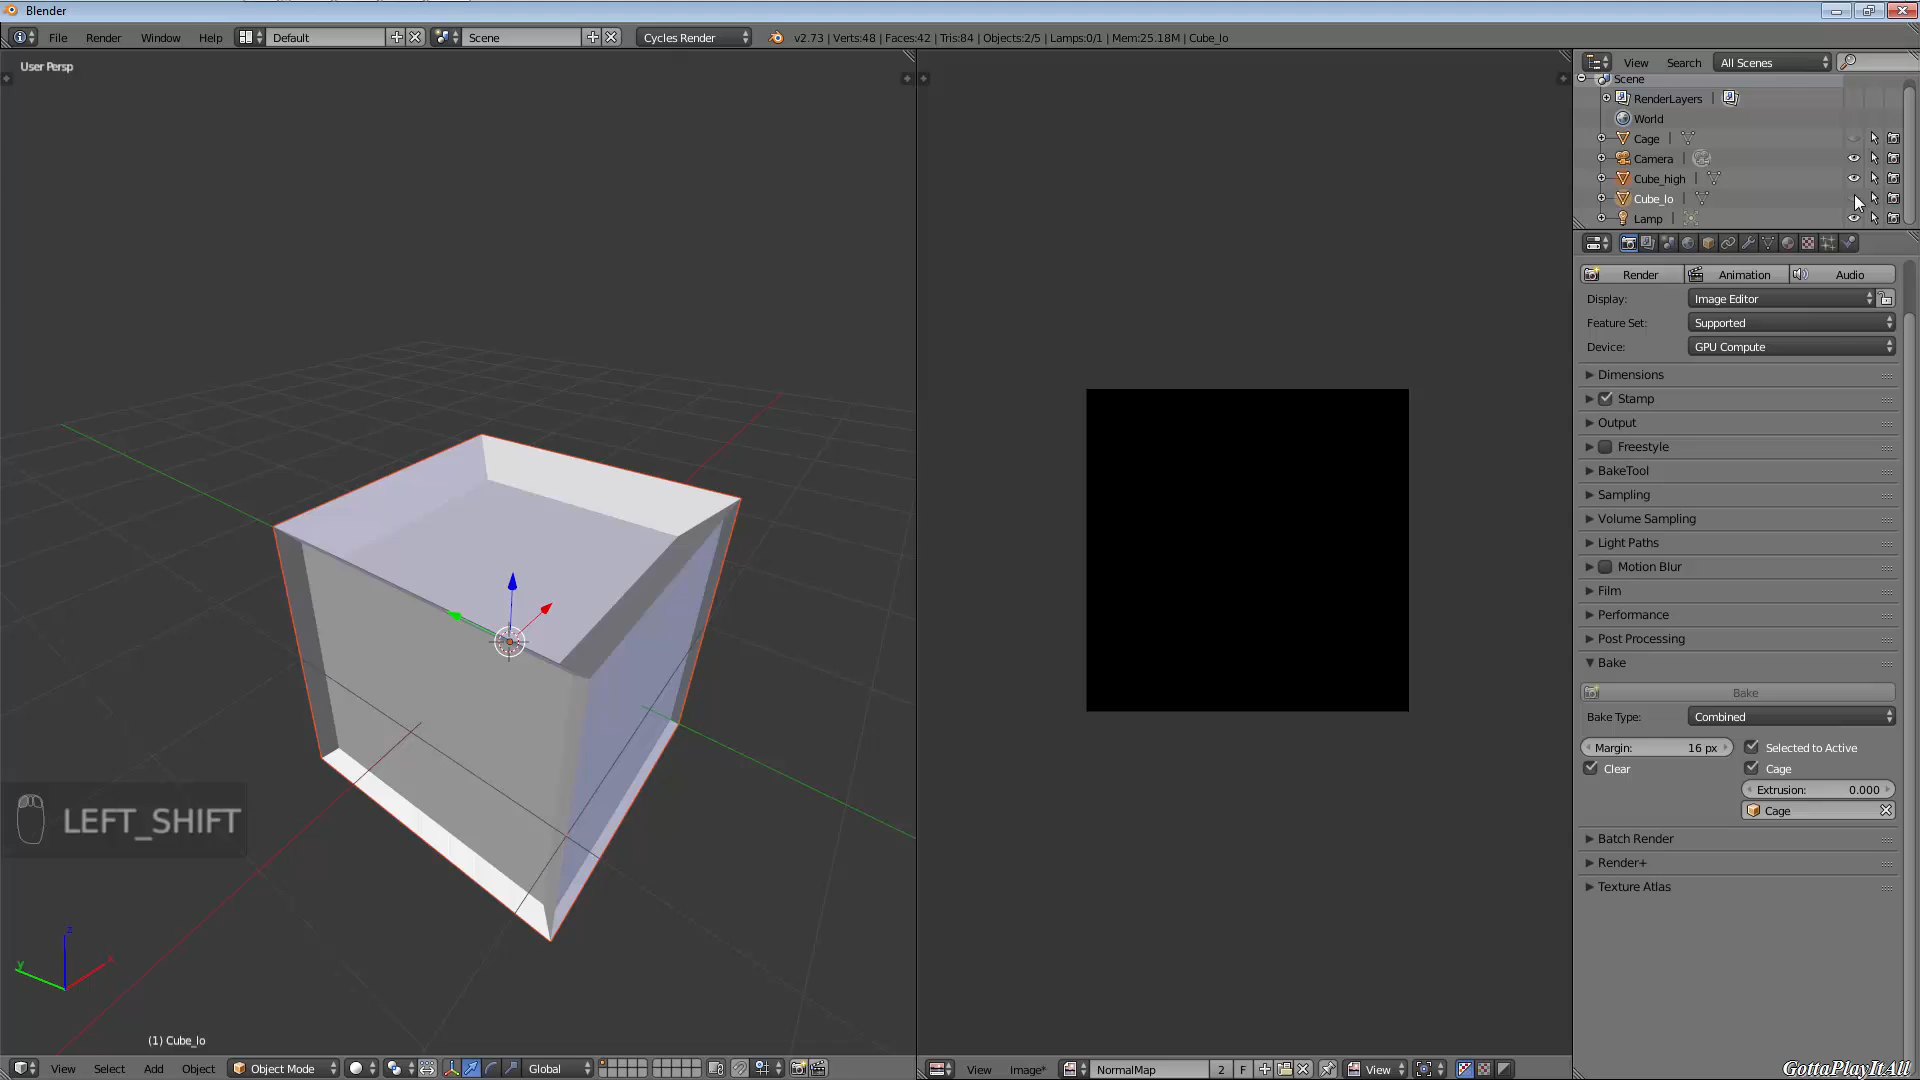 Blender
File Render Window Help Default Scene Cycles Render v2.73 | Verts:48 | Faces:42 | Tris:84 | Objects:2/5 | Lamps:0/1 | Mem:25.18M | Cube_lo
User Persp
View Search All Scenes
Scene
RenderLayers
World
Cage
Camera
Cube_high
Cube_lo
Lamp
Render Animation Audio
Display: Image Editor
Feature Set: Supported
Device: GPU Compute
Dimensions
Stamp
Output
Freestyle
BakeTool
Sampling
Volume Sampling
Light Paths
Motion Blur
Film
Performance
Post Processing
Bake
Bake
Bake Type: Combined
Margin: 16 px Selected to Active
Clear Cage
Extrusion: 0.000
Cage
Batch Render
Render+
Texture Atlas
LEFT_SHIFT
z
y x
(1) Cube_lo
View Select Add Object Object Mode Global
View Image* NormalMap 2 F View
GottaPlayItAll